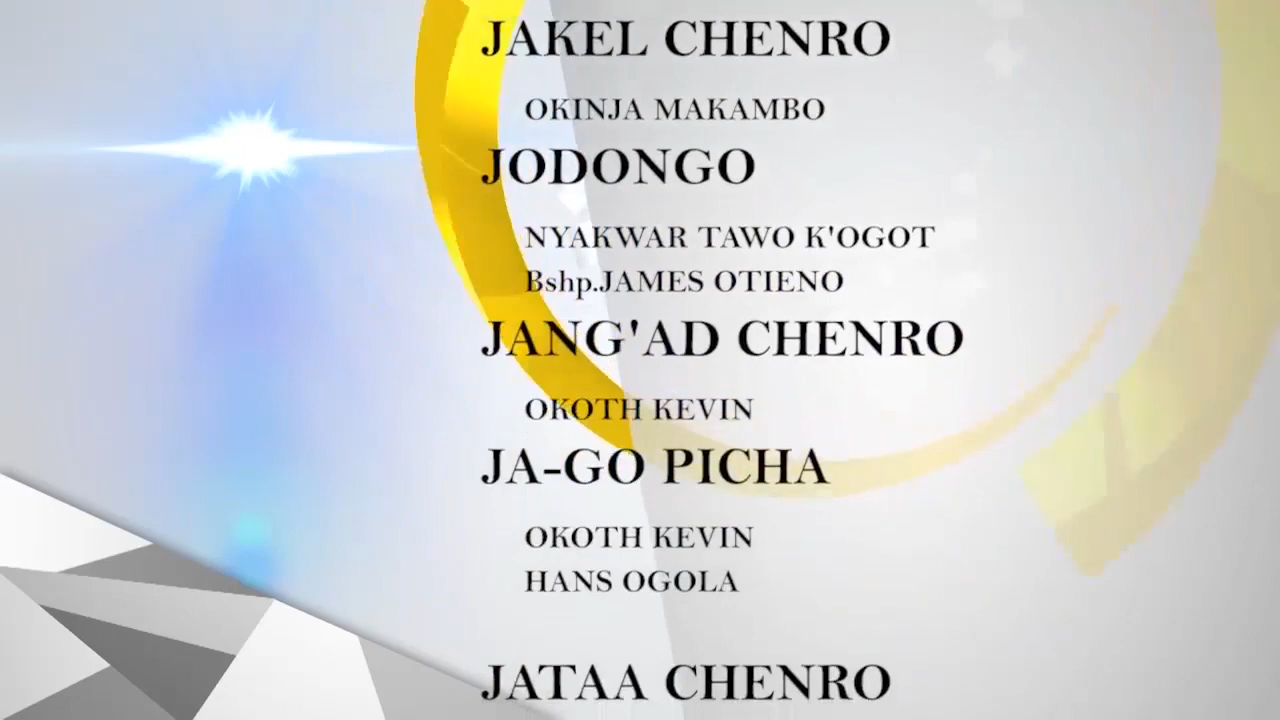 JAKEL CHENRO
OKINJA MAKAMBO
JODONGO
NYAKWAR TAWO K'OGOT
Bshp.JAMES OTIENO
JANG'AD CHENRO
OKOTH KEVIN
JA-GO PICHA
OKOTH KEVIN
HANS OGOLA
JATAA CHENRO